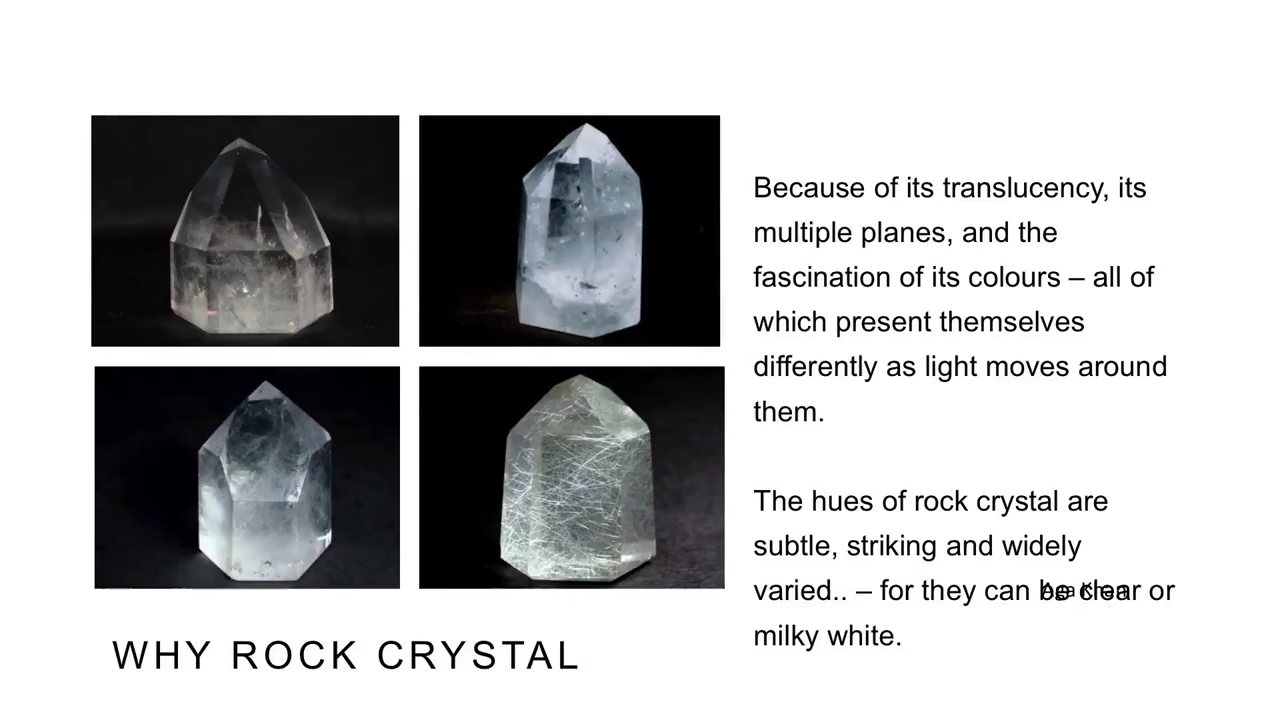 Because of its translucency, its
multiple planes, and the
fascination of its colours – all of
which present themselves
differently as light moves around
them.
The hues of rock crystal are
subtle, striking and widely
varied.. – for they can be clear or
milky white.
Aga Khan
WHY ROCK CRYSTAL